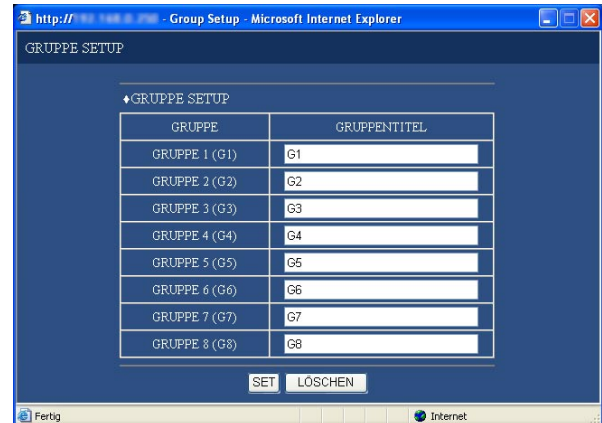 http:// - Group Setup - Microsoft Internet Explorer
GRUPPE SETUP
♦GRUPPE SETUP
GRUPPE GRUPPENTITEL
GRUPPE 1 (G1) G1
GRUPPE 2 (G2) G2
GRUPPE 3 (G3) G3
GRUPPE 4 (G4) G4
GRUPPE 5 (G5) G5
GRUPPE 6 (G6) G6
GRUPPE 7 (G7) G7
GRUPPE 8 (G8) G8
SET LÖSCHEN
Fertig Internet